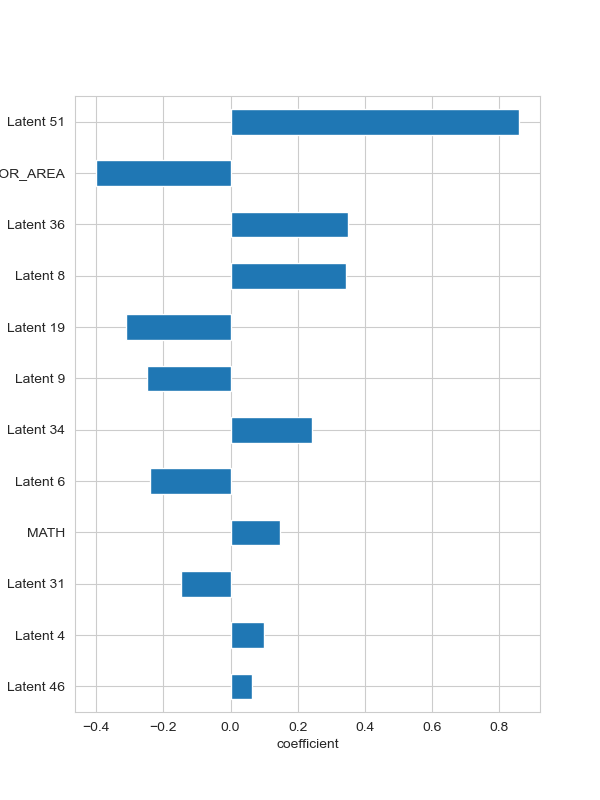 Latent 51
OR_AREA
Latent 36
Latent 8
Latent 19
Latent 9
Latent 34
Latent 6
MATH
Latent 31
Latent 4
Latent 46
−0.4 −0.2 0.0 0.2 0.4 0.6 0.8
coefficient